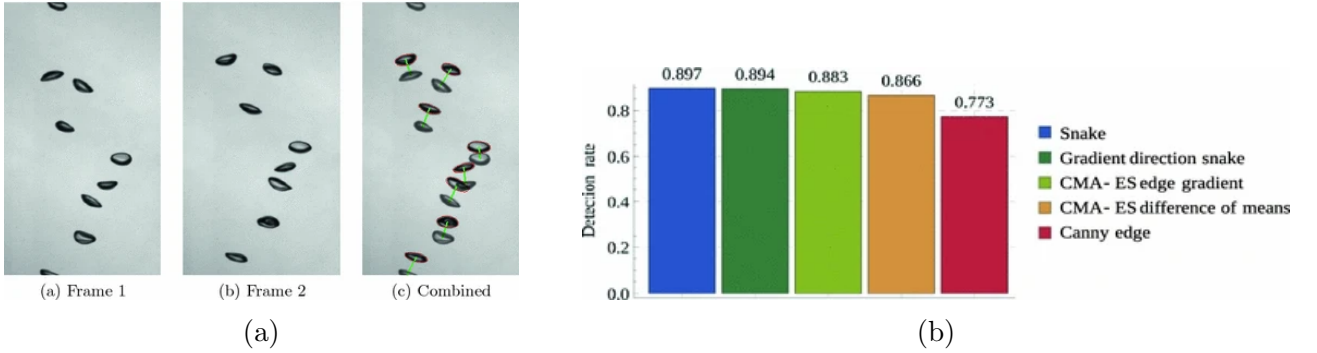 (a) Frame 1
(b) Frame 2
(c) Combined
(a)
0.897
0.894
0.883
0.866
0.773
0.8
0.6
0.4
0.2
0.0
Detection rate
Snake
Gradient direction snake
CMA- ES edge gradient
CMA- ES difference of means
Canny edge
(b)